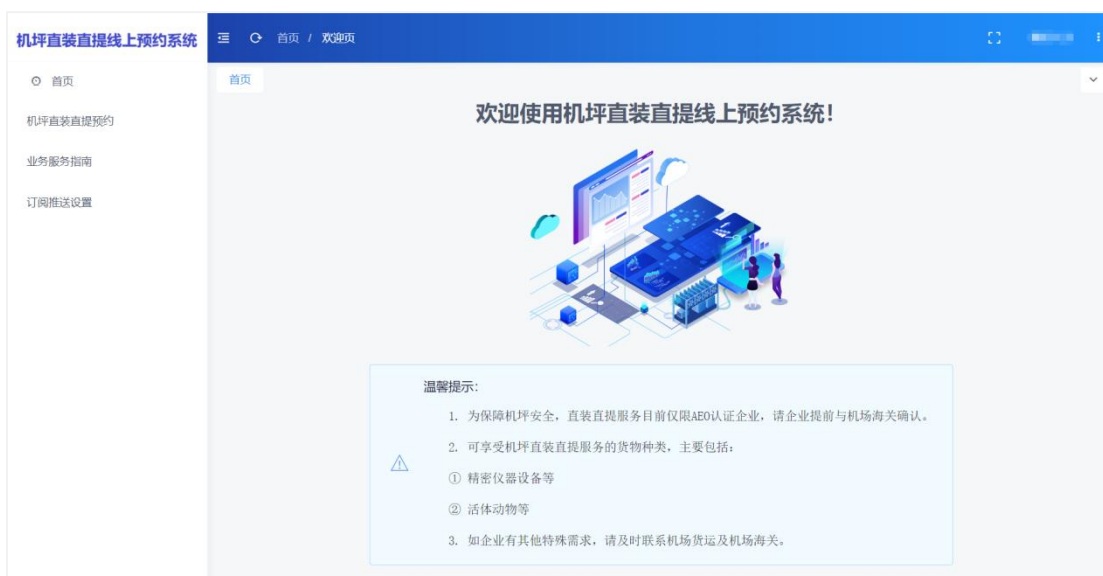 机坪直装直提线上预约系统
首页 / 欢迎页
首页
机坪直装直提预约
业务服务指南
订阅推送设置
首页
欢迎使用机坪直装直提线上预约系统!
温馨提示:
1. 为保障机坪安全，直装直提服务目前仅限AEO认证企业，请企业提前与机场海关确认。
2. 可享受机坪直装直提服务的货物种类，主要包括:
① 精密仪器设备等
② 活体动物等
3. 如企业有其他特殊需求，请及时联系机场货运及机场海关。